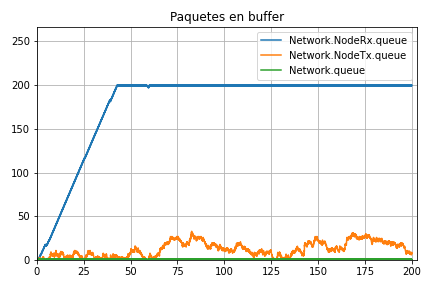 Paquetes en buffer
250
200
150
100
50
0
Network.NodeRx.queue
Network.NodeTx.queue
Network.queue
0 25 50 75 100 125 150 175 200